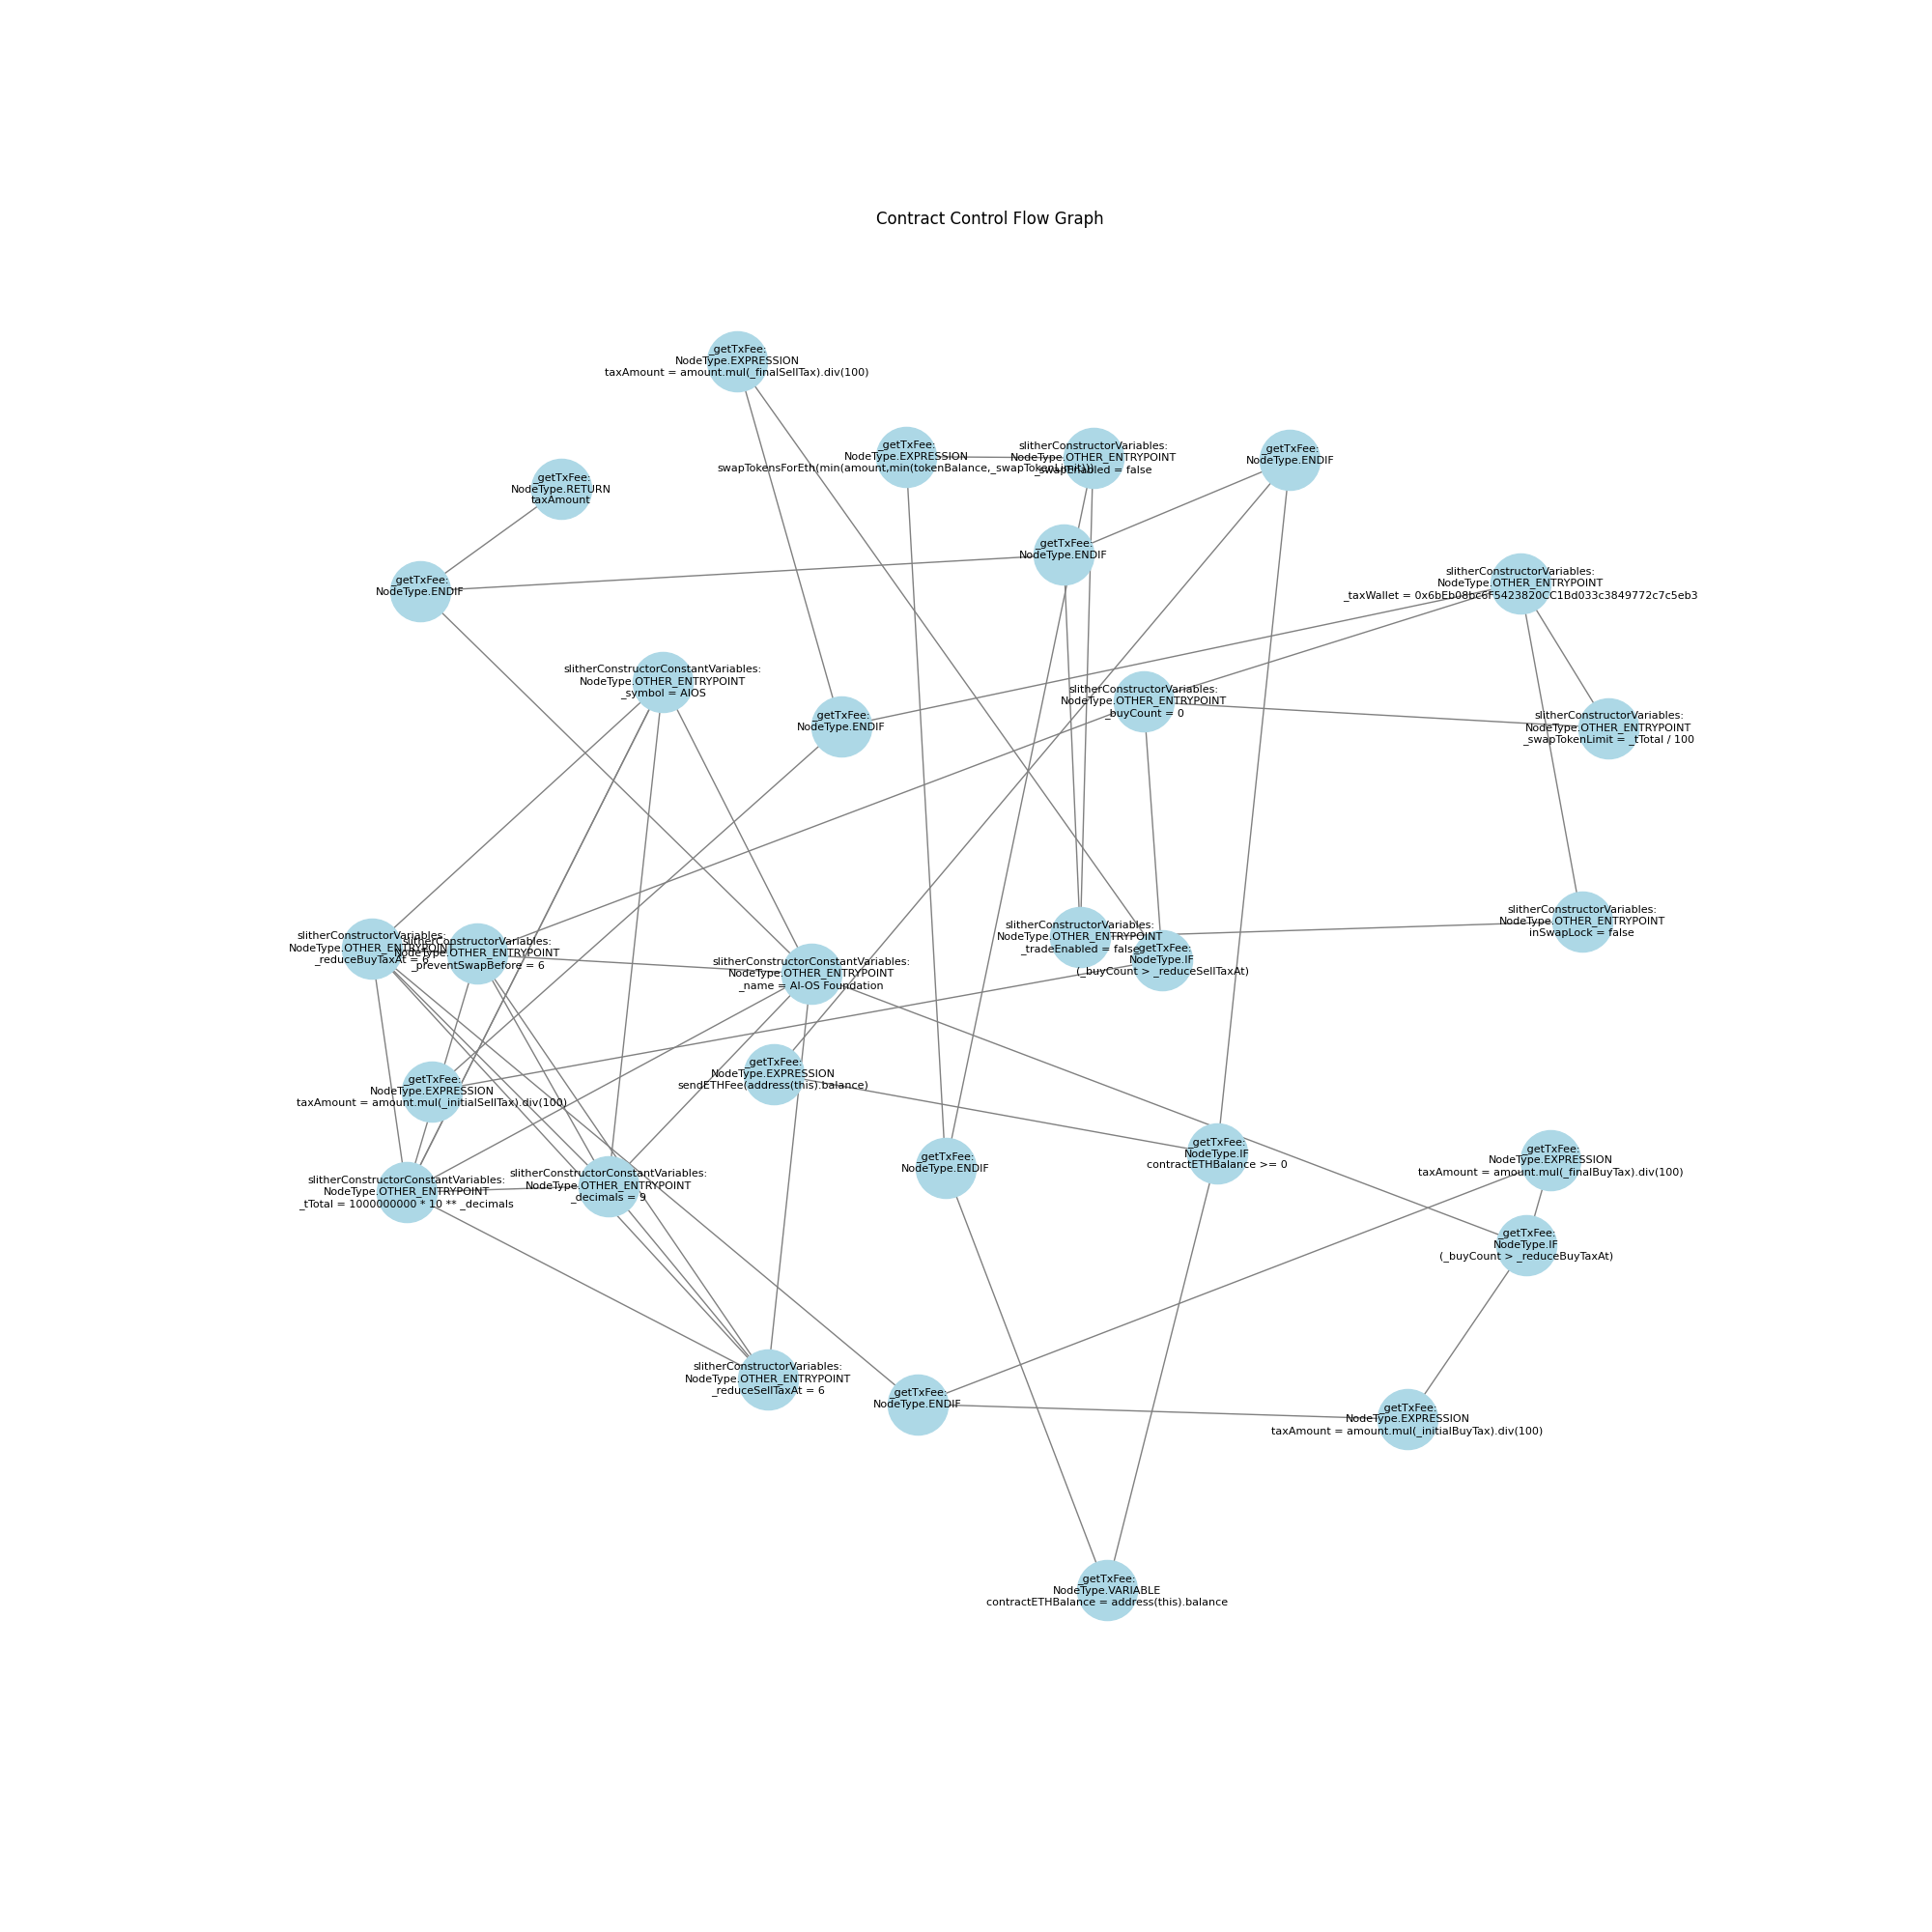 Contract Control Flow Graph
_getTxFee:
NodeType.EXPRESSION
taxAmount = amount.mul(_finalSellTax).div(100)
_getTxFee:
NodeType.EXPRESSION
swapTokensForEth(min(amount,min(tokenBalance,_swapTokenLimit)))
slitherConstructorVariables:
NodeType.OTHER_ENTRYPOINT
_swapEnabled = false
_getTxFee:
NodeType.ENDIF
_getTxFee:
NodeType.RETURN
taxAmount
_getTxFee:
NodeType.ENDIF
_getTxFee:
NodeType.ENDIF
slitherConstructorVariables:
NodeType.OTHER_ENTRYPOINT
_taxWallet = 0x6bEb08bc6F5423820CC1Bd033c3849772c7c5eb3
slitherConstructorConstantVariables:
NodeType.OTHER_ENTRYPOINT
_symbol = AIOS
slitherConstructorVariables:
NodeType.OTHER_ENTRYPOINT
_buyCount = 0
_getTxFee:
NodeType.ENDIF
slitherConstructorVariables:
NodeType.OTHER_ENTRYPOINT
_swapTokenLimit = _tTotal / 100
slitherConstructorVariables:
NodeType.OTHER_ENTRYPOINT
_reduceBuyTaxAt = 6
slitherConstructorVariables:
NodeType.OTHER_ENTRYPOINT
_preventSwapBefore = 6
slitherConstructorConstantVariables:
NodeType.OTHER_ENTRYPOINT
_name = AI-OS Foundation
slitherConstructorVariables:
NodeType.OTHER_ENTRYPOINT
_tradeEnabled = false
_getTxFee:
NodeType.IF
(_buyCount > _reduceSellTaxAt)
slitherConstructorVariables:
NodeType.OTHER_ENTRYPOINT
inSwapLock = false
_getTxFee:
NodeType.EXPRESSION
taxAmount = amount.mul(_initialSellTax).div(100)
_getTxFee:
NodeType.EXPRESSION
sendETHFee(address(this).balance)
slitherConstructorConstantVariables:
NodeType.OTHER_ENTRYPOINT
_tTotal = 1000000000 * 10 ** _decimals
slitherConstructorConstantVariables:
NodeType.OTHER_ENTRYPOINT
_decimals = 9
_getTxFee:
NodeType.ENDIF
_getTxFee:
NodeType.IF
contractETHBalance >= 0
_getTxFee:
NodeType.EXPRESSION
taxAmount = amount.mul(_finalBuyTax).div(100)
_getTxFee:
NodeType.IF
(_buyCount > _reduceBuyTaxAt)
slitherConstructorVariables:
NodeType.OTHER_ENTRYPOINT
_reduceSellTaxAt = 6
_getTxFee:
NodeType.ENDIF
_getTxFee:
NodeType.EXPRESSION
taxAmount = amount.mul(_initialBuyTax).div(100)
_getTxFee:
NodeType.VARIABLE
contractETHBalance = address(this).balance